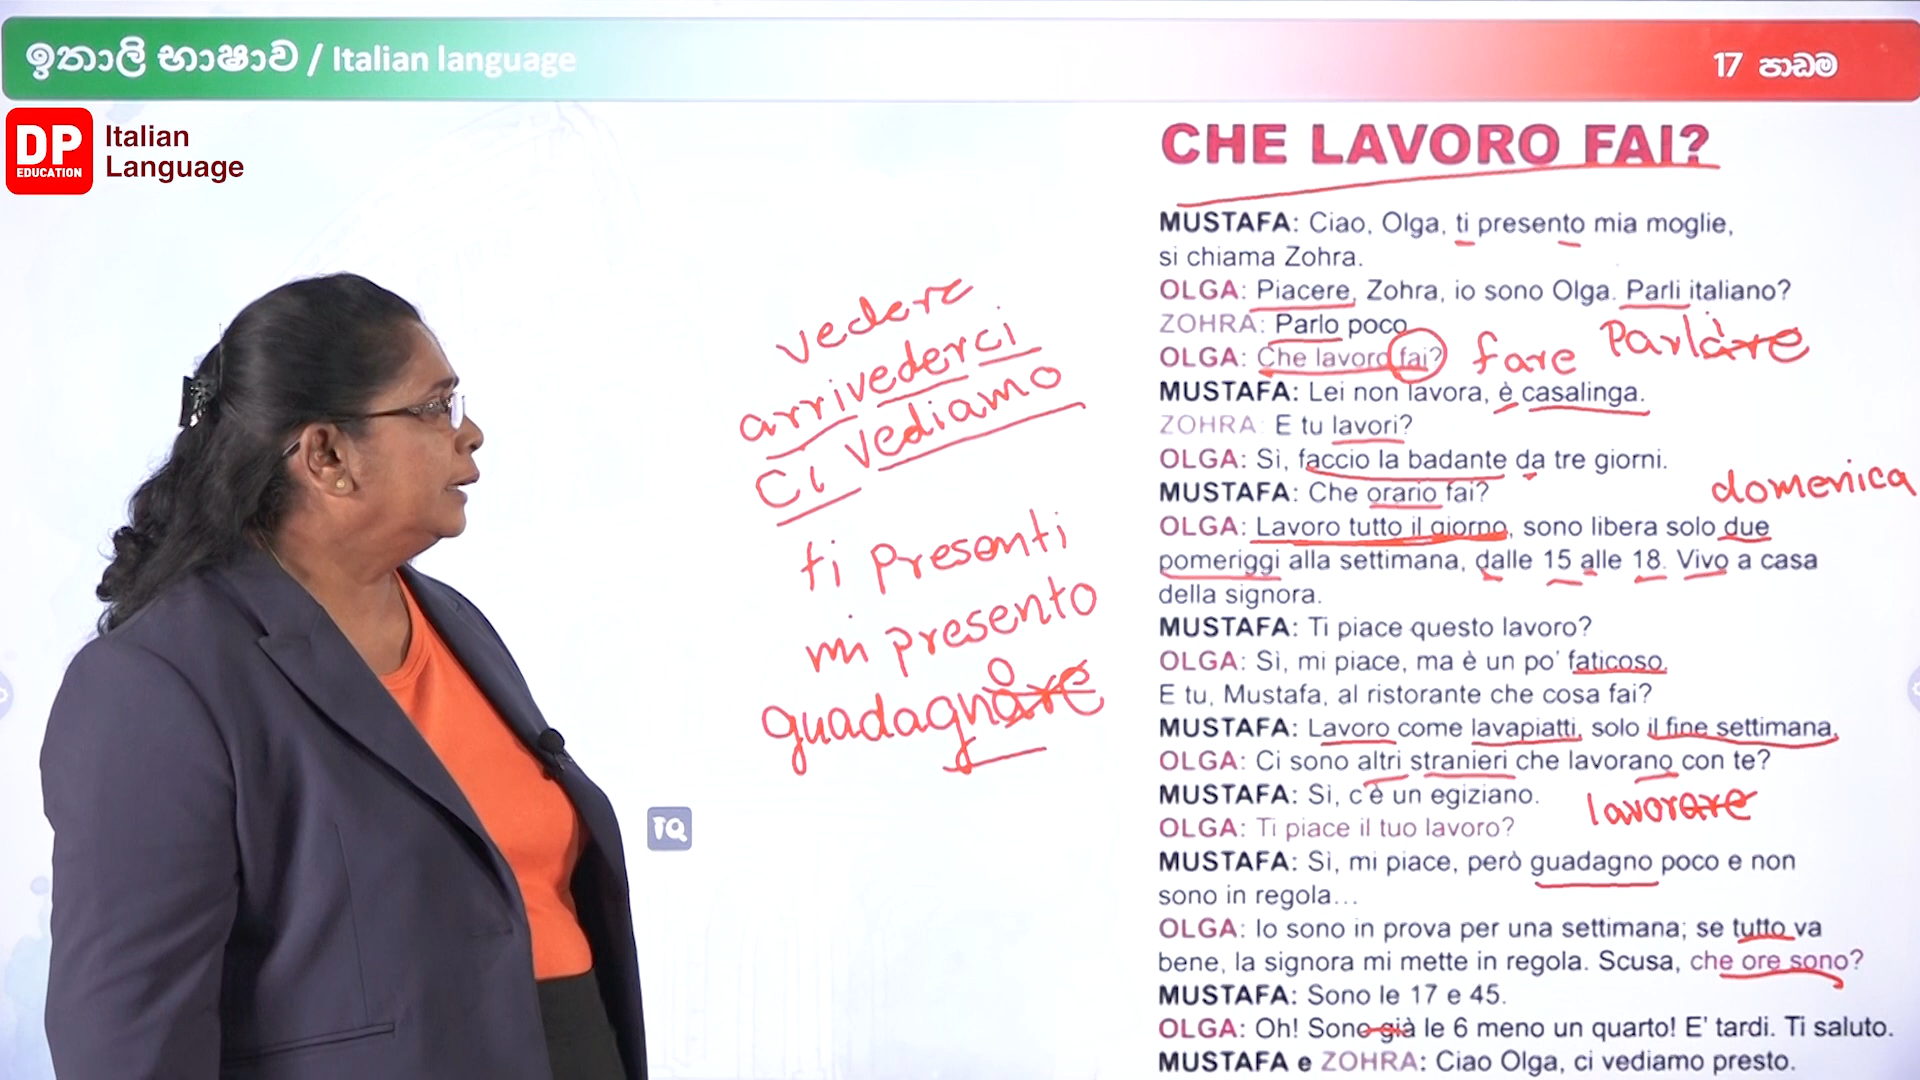 ඉතාලි භාෂාව / Italian language
17 පාඩම
DP
EDUCATION
Italian
Language
CHE LAVORO FAI?
MUSTAFA: Ciao, Olga, ti presento mia moglie,
si chiama Zohra.
OLGA: Piacere, Zohra, io sono Olga. Parli italiano?
ZOHRA: Parlo poco.
OLGA: Che lavoro fai?
fare
Parlare
MUSTAFA: Lei non lavora, è casalinga.
ZOHRA: E tu lavori?
OLGA: Sì, faccio la badante da tre giorni.
MUSTAFA: Che orario fai?
domenica
OLGA: Lavoro tutto il giorno, sono libera solo due
pomeriggi alla settimana, dalle 15 alle 18. Vivo a casa
della signora.
MUSTAFA: Ti piace questo lavoro?
OLGA: Sì, mi piace, ma è un po' faticoso.
E tu, Mustafa, al ristorante che cosa fai?
MUSTAFA: Lavoro come lavapiatti, solo il fine settimana.
OLGA: Ci sono altri stranieri che lavorano con te?
MUSTAFA: Sì, c'è un egiziano.
lavorare
OLGA: Ti piace il tuo lavoro?
MUSTAFA: Sì, mi piace, però guadagno poco e non
sono in regola...
OLGA: Io sono in prova per una settimana; se tutto va
bene, la signora mi mette in regola. Scusa, che ore sono?
MUSTAFA: Sono le 17 e 45.
OLGA: Oh! Sono già le 6 meno un quarto! E' tardi. Ti saluto.
MUSTAFA e ZOHRA: Ciao Olga, ci vediamo presto.
vedere
arrivederci
Ci vediamo
ti presenti
mi presento
o
guadagnare